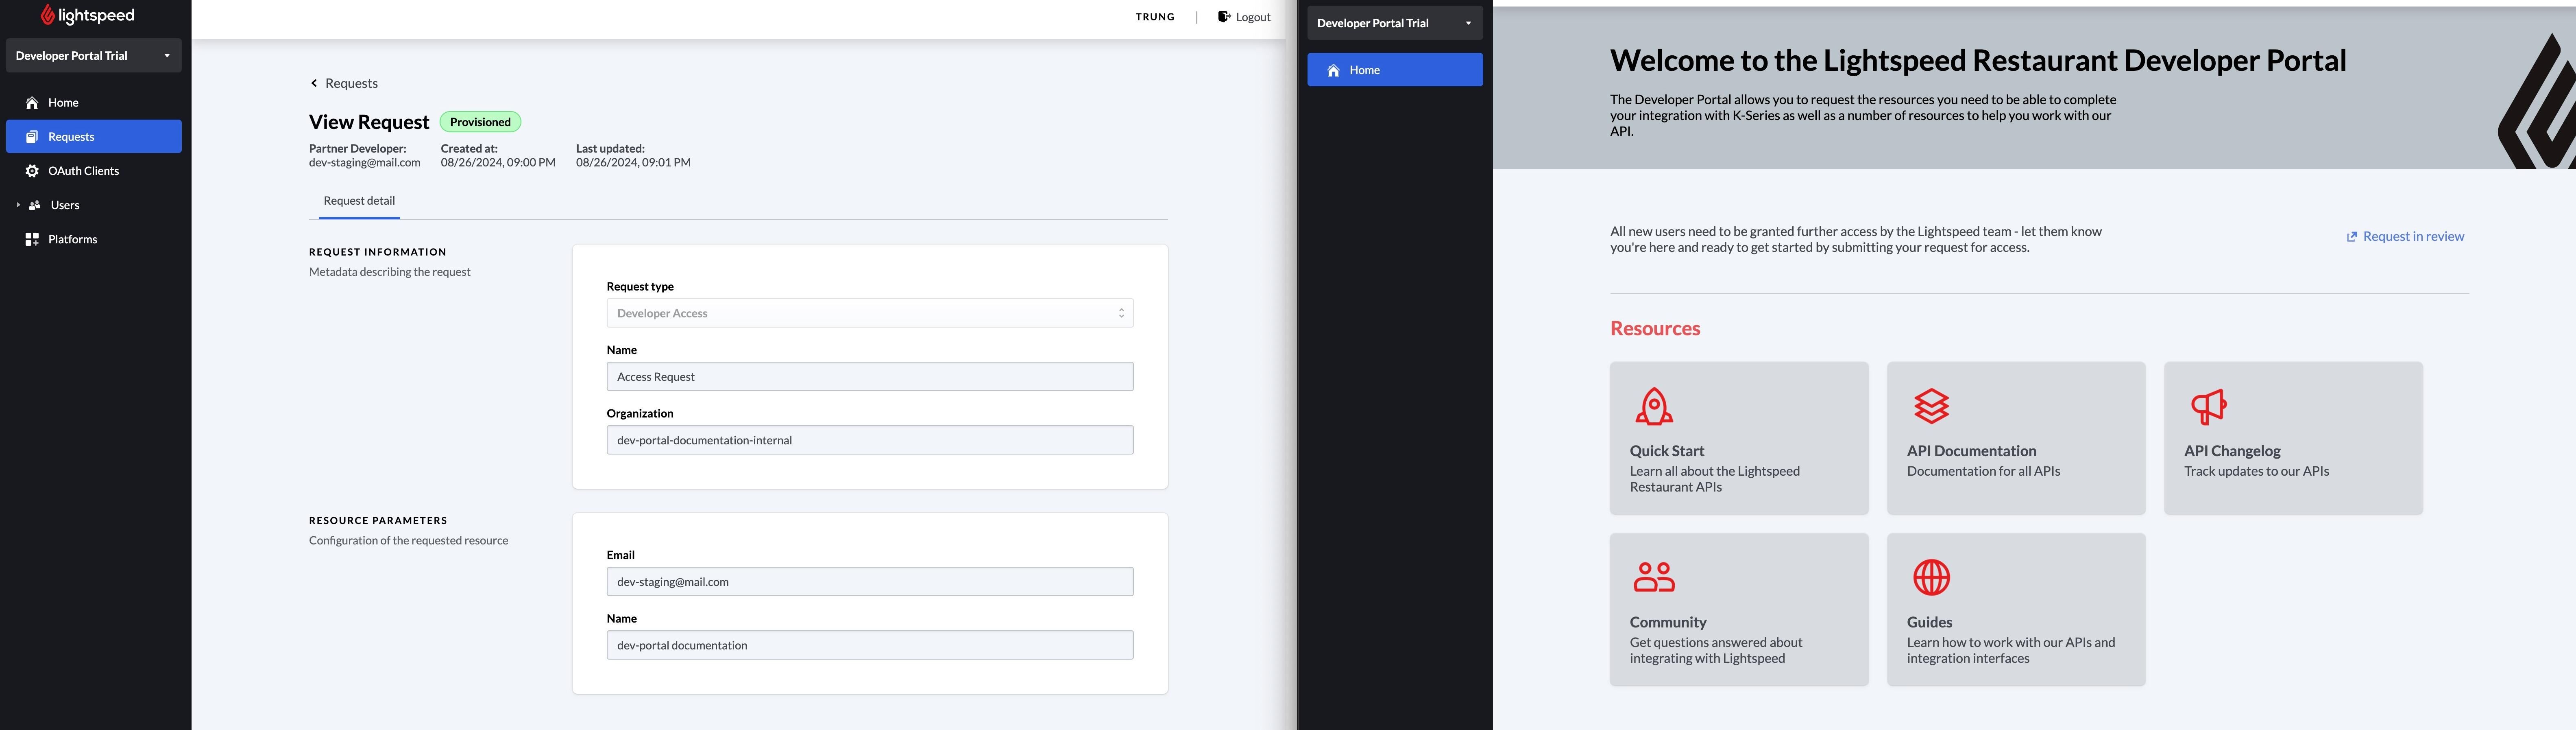 lightspeed
Developer Portal Trial
Home
Requests
OAuth Clients
Users
Platforms
TRUNG
Logout
Requests
View Request
Provisioned
Partner Developer:
dev-staging@mail.com
Created at:
08/26/2024, 09:00 PM
Last updated:
08/26/2024, 09:01 PM
Request detail
REQUEST INFORMATION
Metadata describing the request
Request type
Developer Access
Name
Access Request
Organization
dev-portal-documentation-internal
RESOURCE PARAMETERS
Configuration of the requested resource
Email
dev-staging@mail.com
Name
dev-portal documentation
Developer Portal Trial
Home
Welcome to the Lightspeed Restaurant Developer Portal
The Developer Portal allows you to request the resources you need to be able to complete
your integration with K-Series as well as a number of resources to help you work with our
API.
All new users need to be granted further access by the Lightspeed team - let them know
you're here and ready to get started by submitting your request for access.
Request in review
Resources
Quick Start
Learn all about the Lightspeed
Restaurant APIs
API Documentation
Documentation for all APIs
API Changelog
Track updates to our APIs
Community
Get questions answered about
integrating with Lightspeed
Guides
Learn how to work with our APIs and
integration interfaces